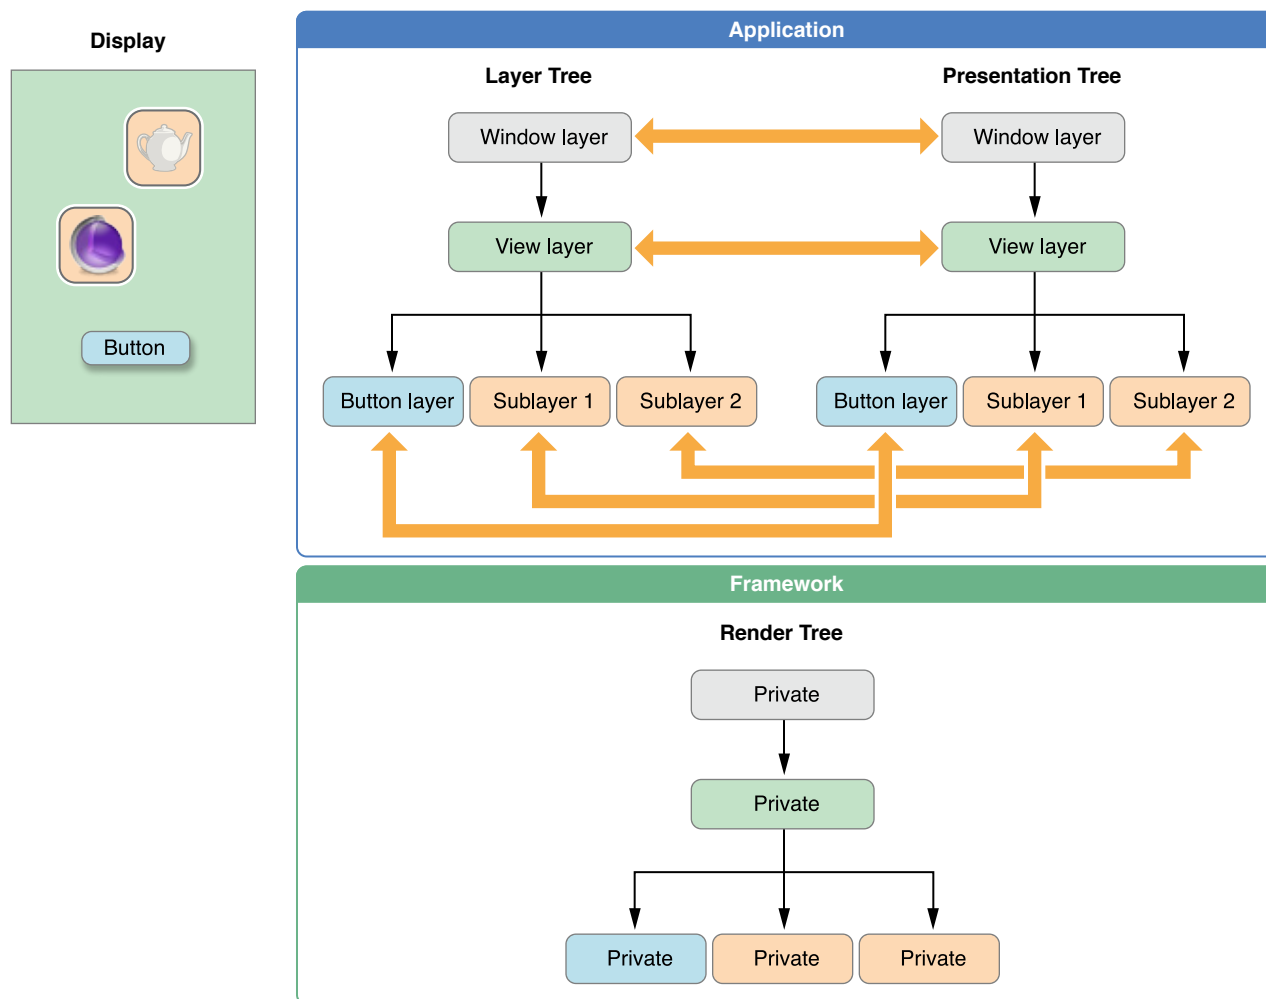 Display
Button
Application
Layer Tree
Presentation Tree
Window layer
Window layer
View layer
View layer
Button layer
Sublayer 1
Sublayer 2
Button layer
Sublayer 1
Sublayer 2
Framework
Render Tree
Private
Private
Private
Private
Private